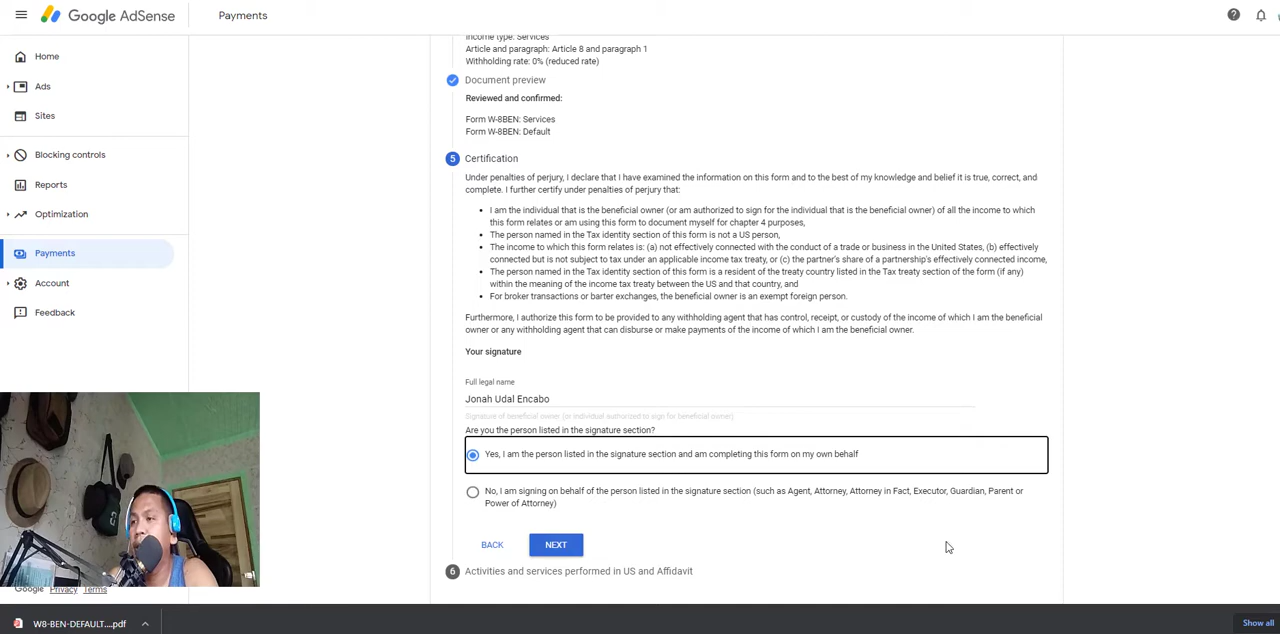 Google AdSense
Payments
Home
Ads
Sites
Blocking controls
Reports
Optimization
Payments
Account
Feedback
Google Privacy Terms
Income type: Services
Article and paragraph: Article 8 and paragraph 1
Withholding rate: 0% (reduced rate)
Document preview
Reviewed and confirmed:
Form W-8BEN: Services
Form W-8BEN: Default
5 Certification
Under penalties of perjury, I declare that I have examined the information on this form and to the best of my knowledge and belief it is true, correct, and
complete. I further certify under penalties of perjury that:
• I am the individual that is the beneficial owner (or am authorized to sign for the individual that is the beneficial owner) of all the income to which
this form relates or am using this form to document myself for chapter 4 purposes,
• The person named in the Tax identity section of this form is not a US person,
• The income to which this form relates is: (a) not effectively connected with the conduct of a trade or business in the United States, (b) effectively
connected but is not subject to tax under an applicable income tax treaty, or (c) the partner's share of a partnership's effectively connected income,
• The person named in the Tax identity section of this form is a resident of the treaty country listed in the Tax treaty section of the form (if any)
within the meaning of the income tax treaty between the US and that country, and
• For broker transactions or barter exchanges, the beneficial owner is an exempt foreign person.
Furthermore, I authorize this form to be provided to any withholding agent that has control, receipt, or custody of the income of which I am the beneficial
owner or any withholding agent that can disburse or make payments of the income of which I am the beneficial owner.
Your signature
Full legal name
Jonah Udal Encabo
Signature of beneficial owner (or individual authorized to sign for beneficial owner)
Are you the person listed in the signature section?
Yes, I am the person listed in the signature section and am completing this form on my own behalf
No, I am signing on behalf of the person listed in the signature section (such as Agent, Attorney, Attorney in Fact, Executor, Guardian, Parent or
Power of Attorney)
BACK NEXT
6 Activities and services performed in US and Affidavit
W8-BEN-DEFAULT....pdf
Show all